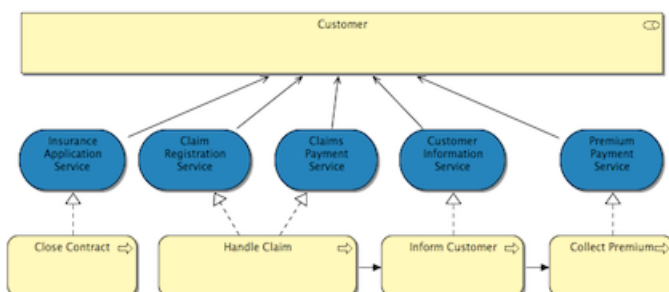 Customer
Insurance
Application
Service
Claim
Registration
Service
Claims
Payment
Service
Customer
Information
Service
Premium
Payment
Service
Close Contract
Handle Claim
Inform Customer
Collect Premium